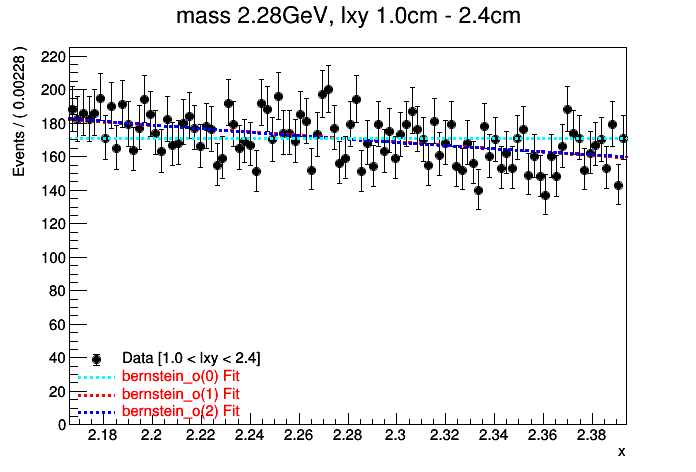 mass 2.28GeV, lxy 1.0cm - 2.4cm
Events / ( 0.00228 )
220
200
180
160
140
120
100
80
60
40
20
0
Data [1.0 < lxy < 2.4]
bernstein_o(0) Fit
bernstein_o(1) Fit
bernstein_o(2) Fit
2.18 2.2 2.22 2.24 2.26 2.28 2.3 2.32 2.34 2.36 2.38
x